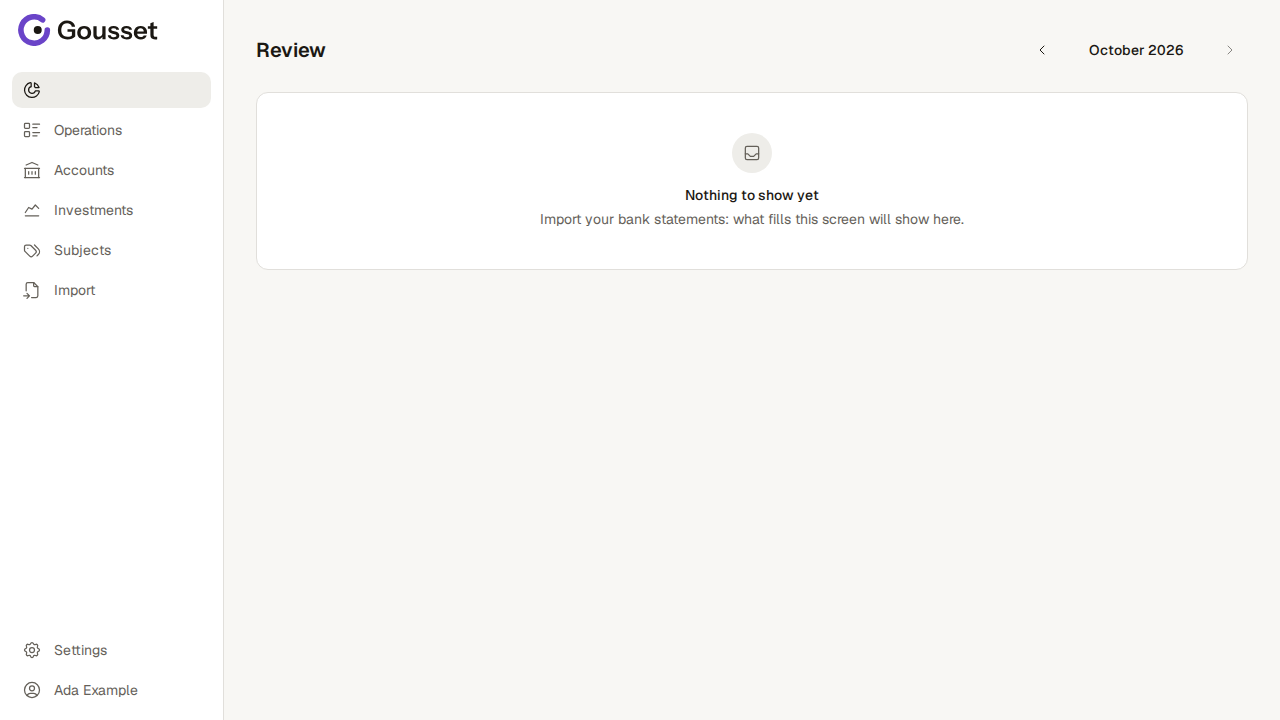 Gousset
Operations
Accounts
Investments
Subjects
Import
Settings
Ada Example
Review
October 2026
Nothing to show yet
Import your bank statements: what fills this screen will show here.